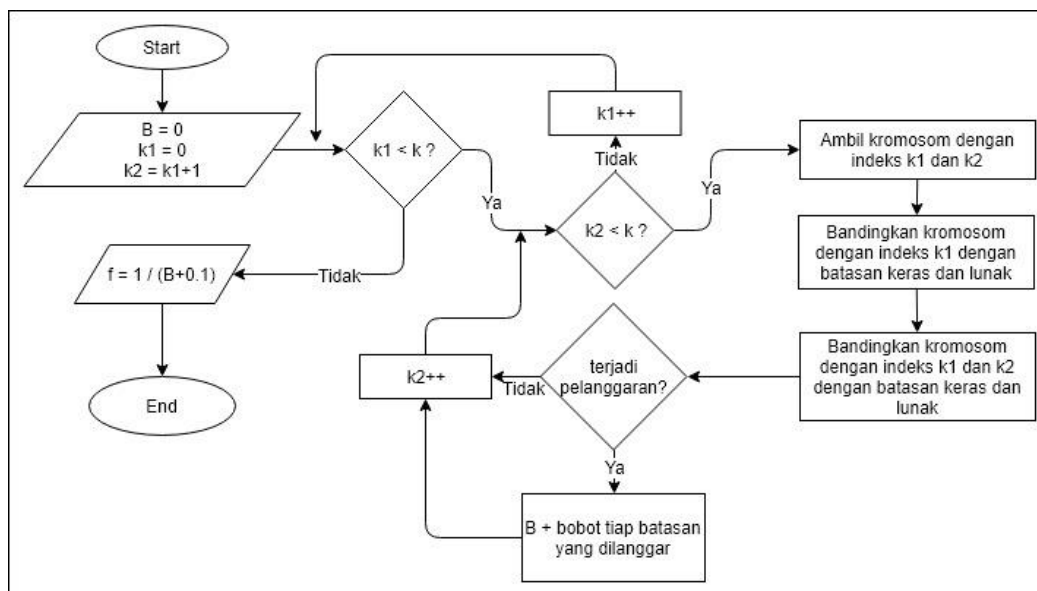 Start
B = 0
k1 = 0
k2 = k1+1
k1 < k ?
Ya
Tidak
f = 1 / (B+0.1)
End
k1++
Tidak
k2 < k ?
Ya
Ambil kromosom dengan
indeks k1 dan k2
Bandingkan kromosom
dengan indeks k1 dengan
batasan keras dan lunak
Bandingkan kromosom
dengan indeks k1 dan k2
dengan batasan keras dan
lunak
terjadi
pelanggaran?
Tidak
k2++
Ya
B + bobot tiap batasan
yang dilanggar